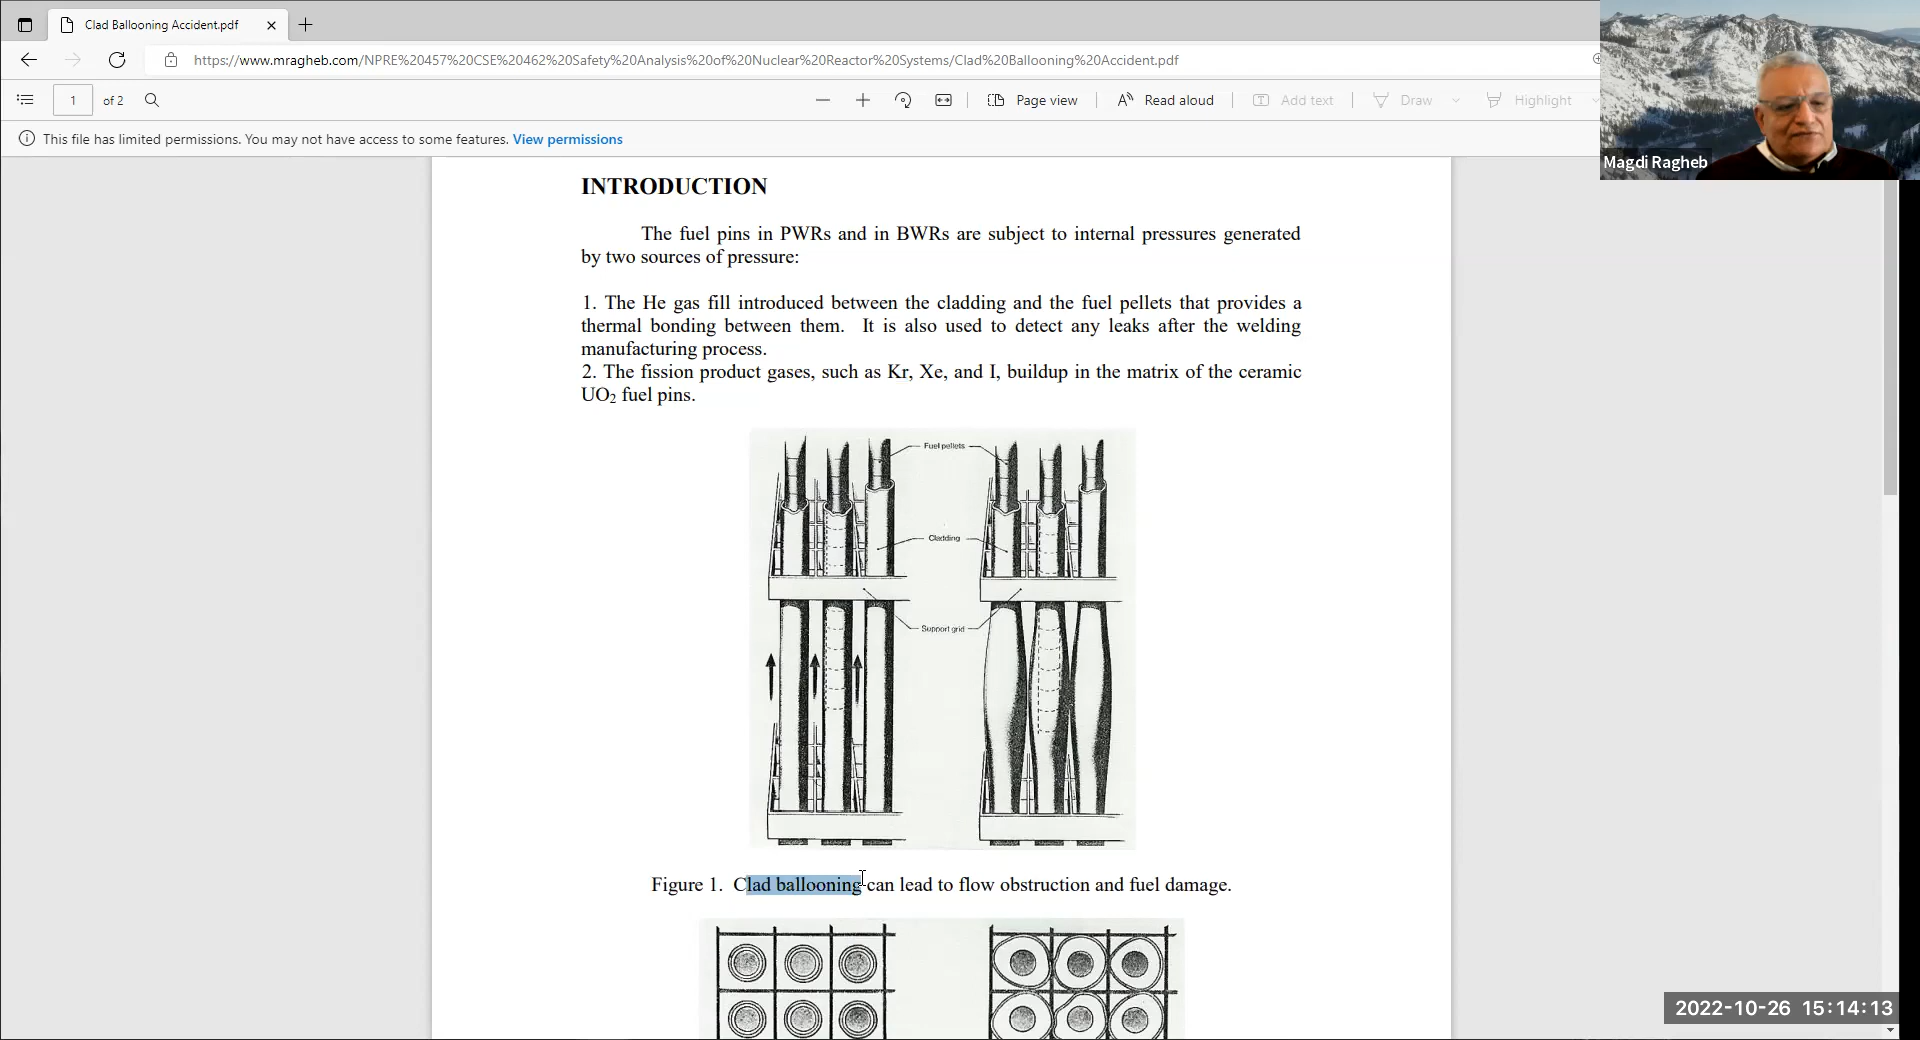 Clad Ballooning Accident.pdf
https://www.mragheb.com/NPRE%20457%20CSE%20462%20Safety%20Analysis%20of%20Nuclear%20Reactor%20Systems/Clad%20Ballooning%20Accident.pdf
1 of 2 Page view Read aloud Add text Draw Highlight
This file has limited permissions. You may not have access to some features. View permissions
Magdi Ragheb
INTRODUCTION
The fuel pins in PWRs and in BWRs are subject to internal pressures generated
by two sources of pressure:
1. The He gas fill introduced between the cladding and the fuel pellets that provides a
thermal bonding between them. It is also used to detect any leaks after the welding
manufacturing process.
2. The fission product gases, such as Kr, Xe, and I, buildup in the matrix of the ceramic
UO2 fuel pins.
Fuel pellets
Cladding
Support grid
Figure 1. Clad ballooning can lead to flow obstruction and fuel damage.
2022-10-26 15:14:13